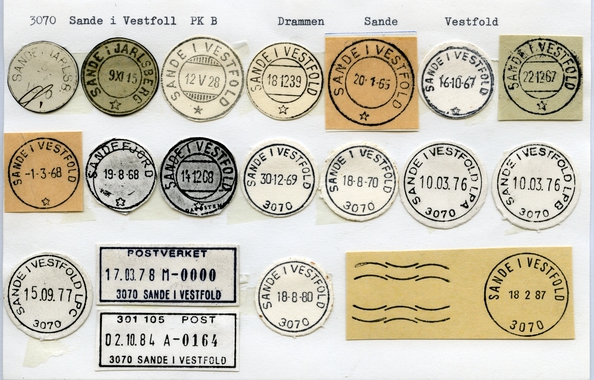 3070 Sande i Vestfoll PK B Drammen Sande Vestfold
SANDE I JARLSB
SANDE I JARLSBERG
9XI15
SANDE I VESTFOLD
12 V 28
SANDE I VESTFOLD
18 12 39
SANDE I VESTFOLD
20-1-65
SANDE I VESTFOLD
16-10-67
SANDE I VESTFOLD
22 12 67
SANDE I VESTFOLD
-1-3-68
SANDEFJORD
19-8-68
SANDE I VESTFOLD
14 12 68
SANDE I VESTFOLD
30-12-69
3070
SANDE I VESTFOLD
18-8-70
3070
SANDE I VESTFOLD LPA
10.03.76
3070
SANDE I VESTFOLD LPB
10.03.76
3070
SANDE I VESTFOLD LPC
15.09.77
3070
POSTVERKET
17.03.78 M-0000
3070 SANDE I VESTFOLD
301 105 POST
02.10.84 A-0164
3070 SANDE I VESTFOLD
SANDE I VESTFOLD
18-8-80
3070
SANDE I VESTFOLD
18 2 87
3070